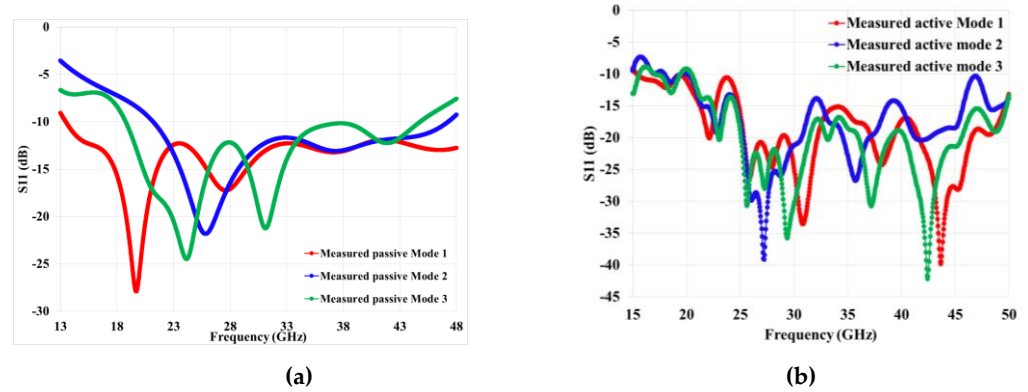 0
-5
-10
-15
-20
-25
-30
S11 (dB)
13 18 23 28 33 38 43 48
Frequency (GHz)
Measured passive Mode 1
Measured passive Mode 2
Measured passive Mode 3
(a)
0
-5
-10
-15
-20
-25
-30
-35
-40
-45
S11 (dB)
15 20 25 30 35 40 45 50
Frequency (GHz)
Measured active Mode 1
Measured active mode 2
Measured active mode 3
(b)